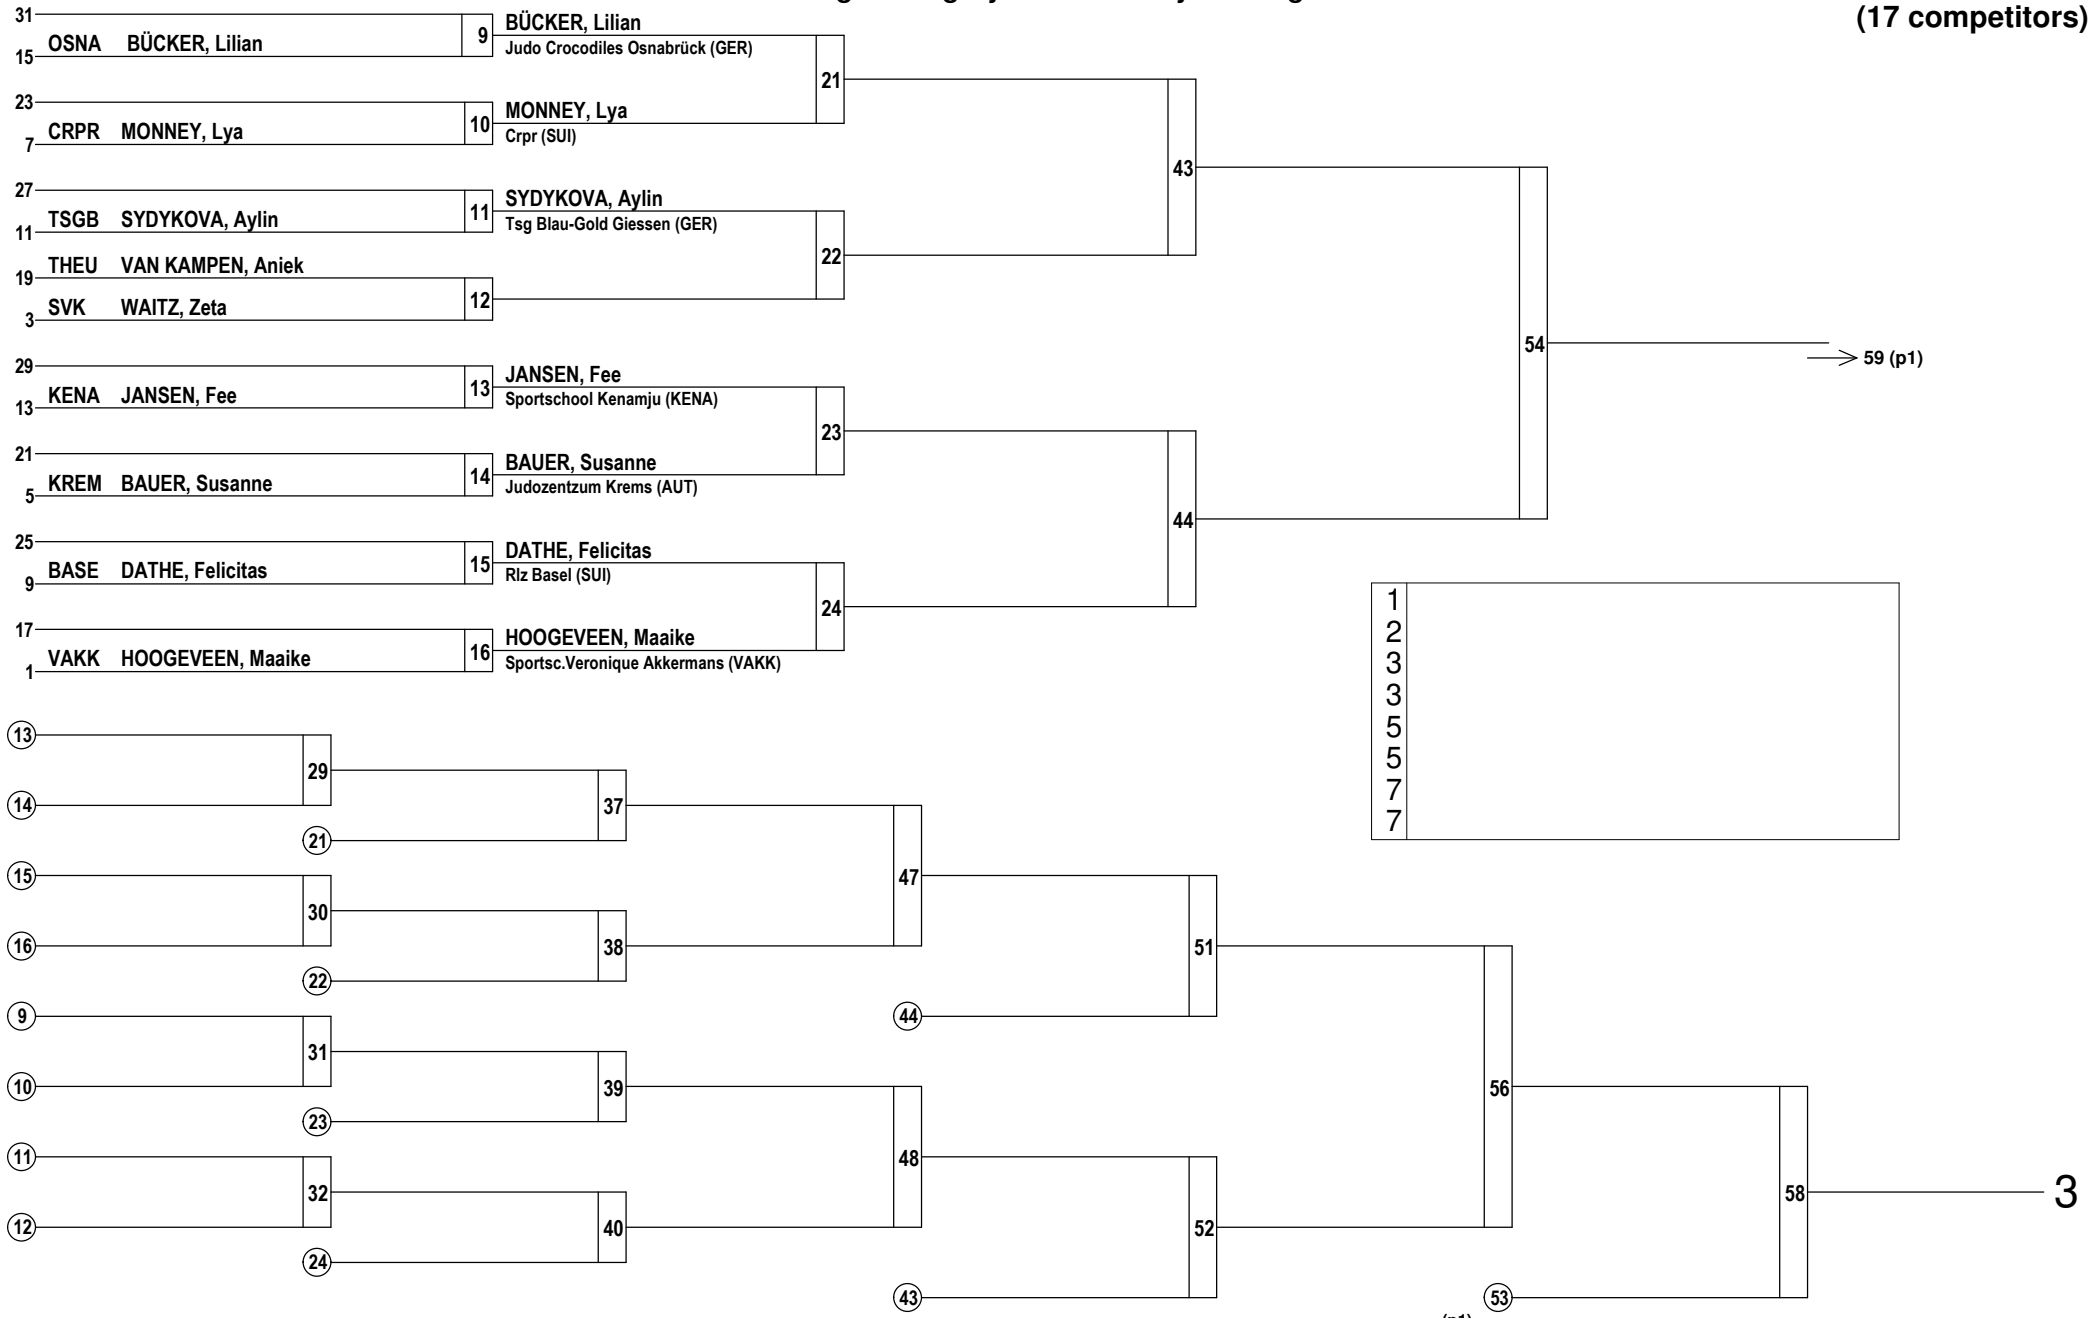 (17 competitors)
31
OSNA BÜCKER, Lilian
15
9
BÜCKER, Lilian
Judo Crocodiles Osnabrück (GER)
21
23
CRPR MONNEY, Lya
7
10
MONNEY, Lya
Crpr (SUI)
43
27
TSGB SYDYKOVA, Aylin
11
11
SYDYKOVA, Aylin
Tsg Blau-Gold Giessen (GER)
22
THEU VAN KAMPEN, Aniek
19
SVK WAITZ, Zeta
3
12
54
59 (p1)
29
KENA JANSEN, Fee
13
13
JANSEN, Fee
Sportschool Kenamju (KENA)
23
21
KREM BAUER, Susanne
5
14
BAUER, Susanne
Judozentzum Krems (AUT)
44
25
BASE DATHE, Felicitas
9
15
DATHE, Felicitas
Rlz Basel (SUI)
24
17
VAKK HOOGEVEEN, Maaike
1
16
HOOGEVEEN, Maaike
Sportsc.Veronique Akkermans (VAKK)
1
2
3
3
5
5
7
7
13
29
14
37
21
47
15
30
16
38
22
51
9
44
31
10
39
56
23
11
48
32
12
40
52
58
3
24
43
53